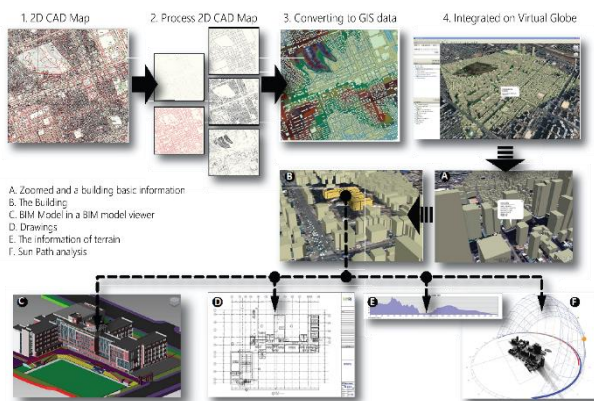 1. 2D CAD Map
2. Process 2D CAD Map
3. Converting to GIS data
4. Integrated on Virtual Globe
A. Zoomed and a building basic information
B. The Building
C. BIM Model in a BIM model viewer
D. Drawings
E. The information of terrain
F. Sun Path analysis
B
A
C
D
E
F